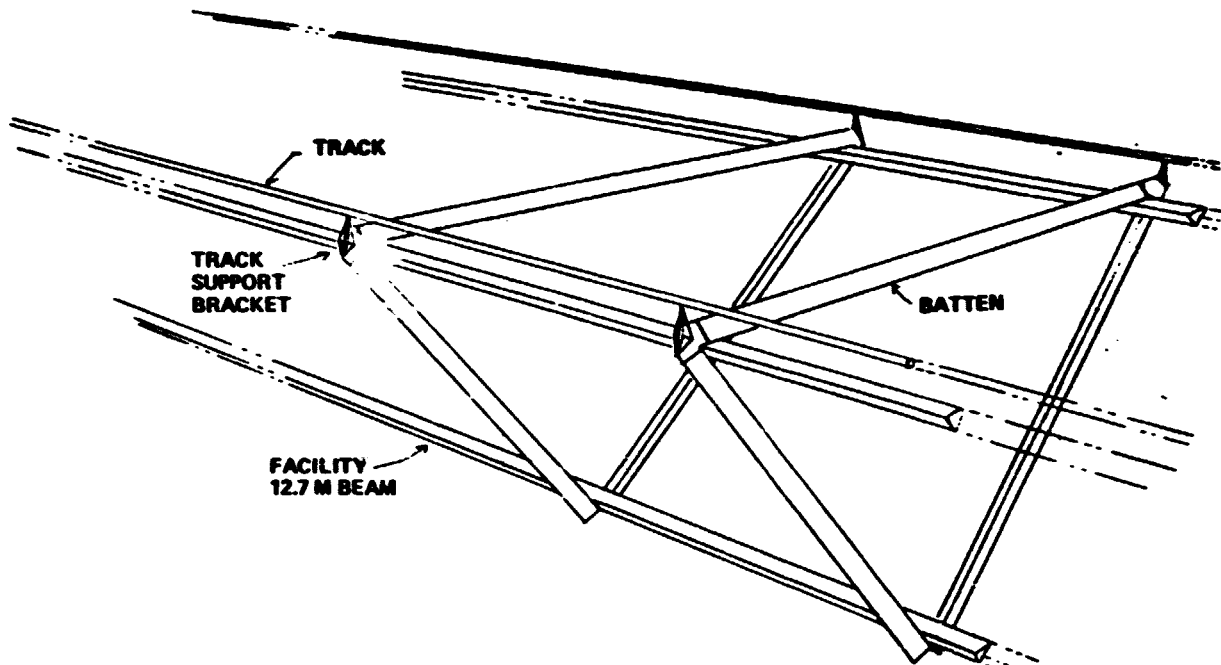 TRACK
TRACK
SUPPORT
BRACKET
BATTEN
FACILITY
12.7 M BEAM